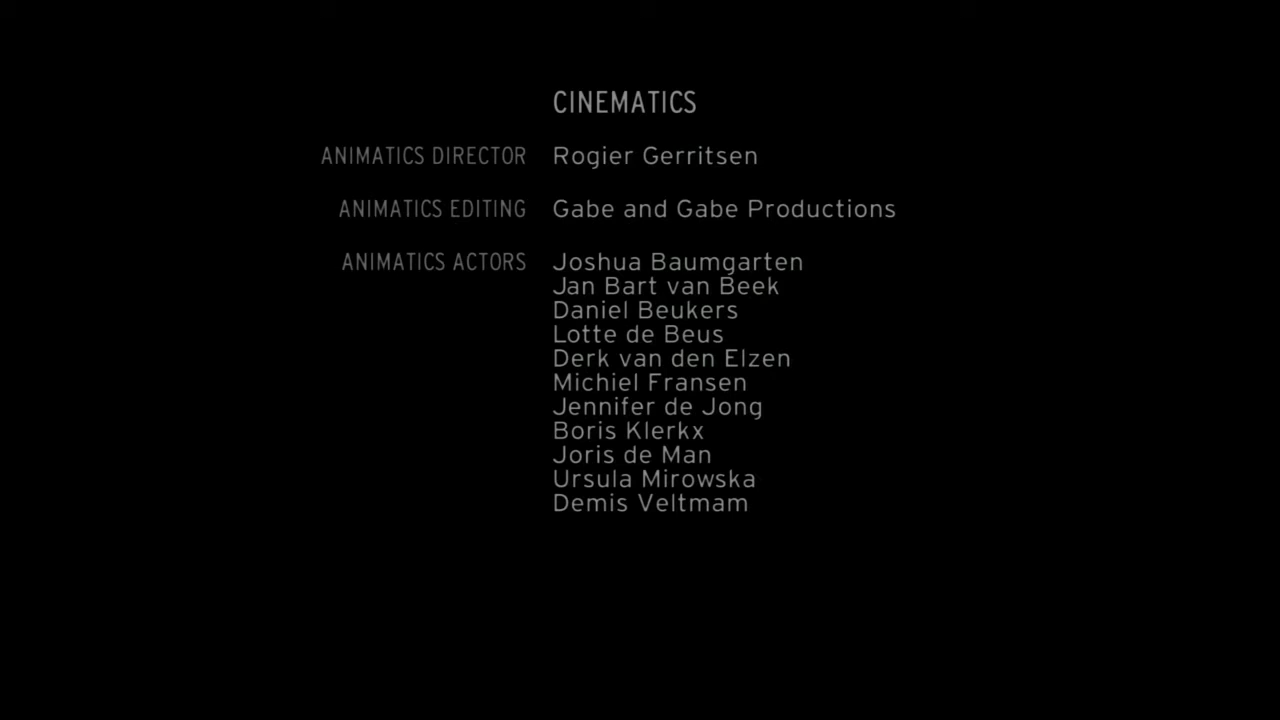 CINEMATICS
ANIMATICS DIRECTOR Rogier Gerritsen
ANIMATICS EDITING Gabe and Gabe Productions
ANIMATICS ACTORS Joshua Baumgarten
Jan Bart van Beek
Daniel Beukers
Lotte de Beus
Derk van den Elzen
Michiel Fransen
Jennifer de Jong
Boris Klerkx
Joris de Man
Ursula Mirowska
Demis Veltmam